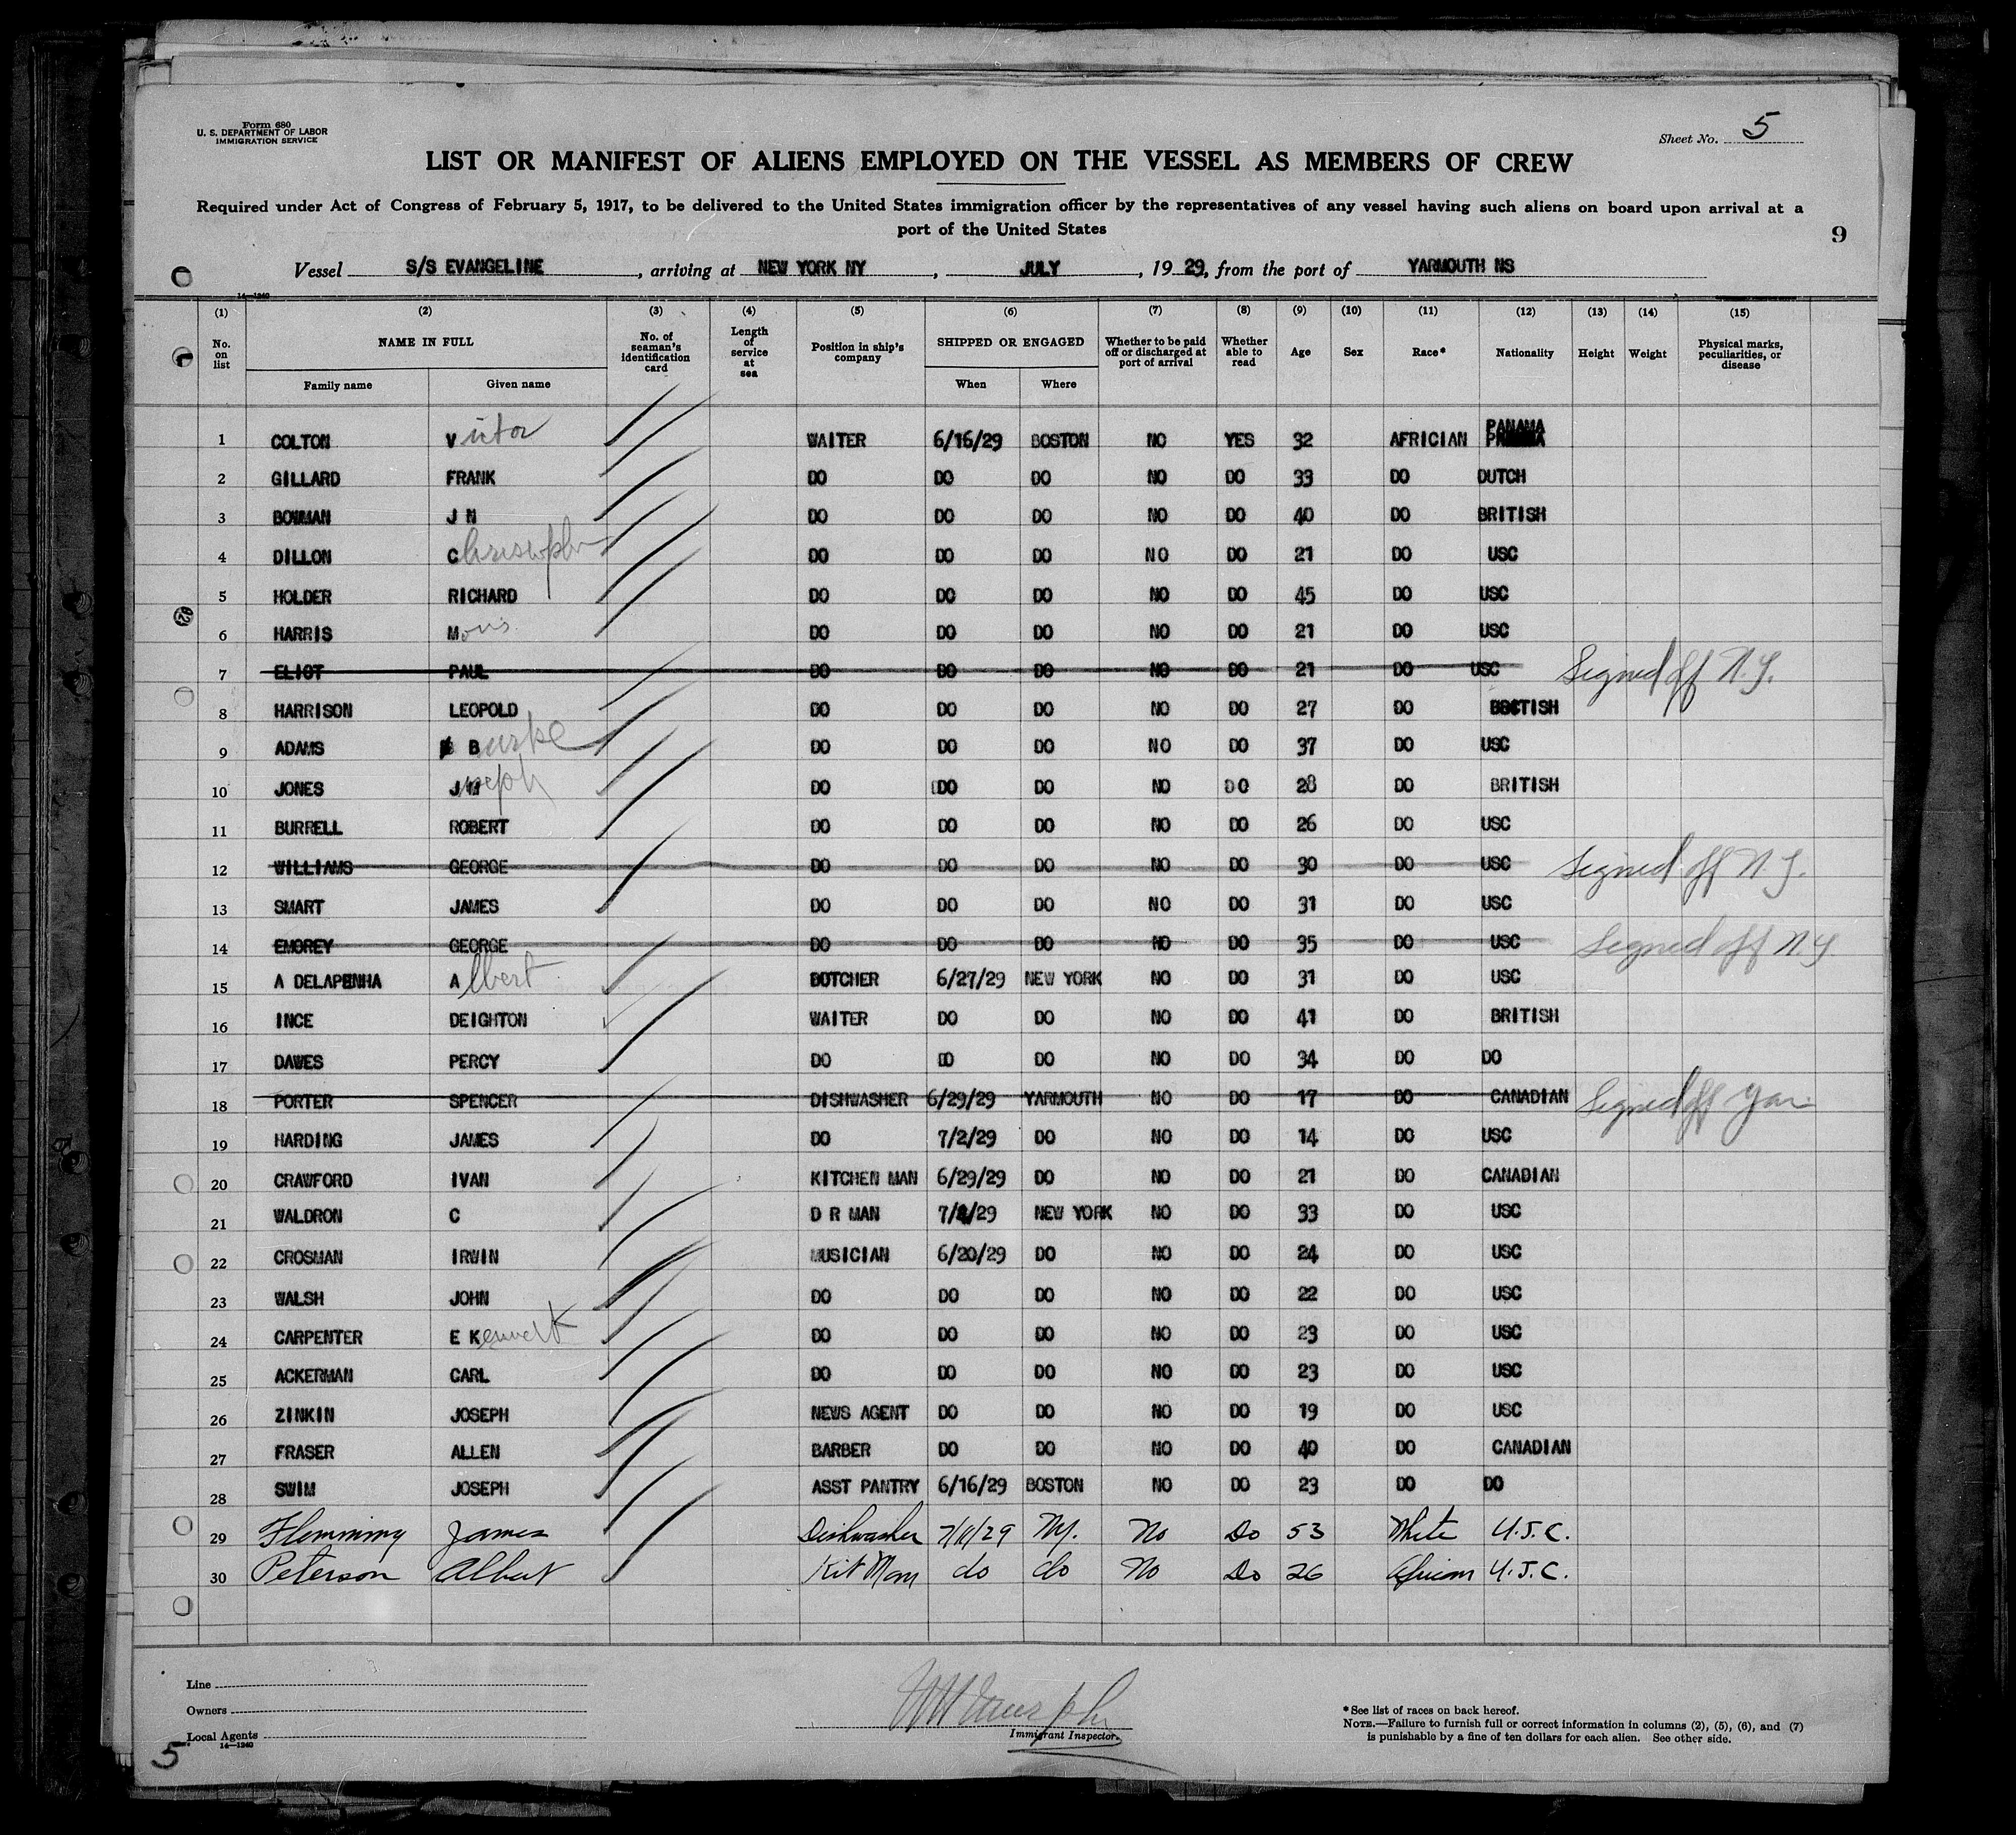 Form 680
U. S. DEPARTMENT OF LABOR
IMMIGRATION SERVICE
Sheet No. 5
LIST OR MANIFEST OF ALIENS EMPLOYED ON THE VESSEL AS MEMBERS OF CREW
Required under Act of Congress of February 5, 1917, to be delivered to the United States immigration officer by the representatives of any vessel having such aliens on board upon arrival at a
port of the United States
9
Vessel S/S EVANGELINE, arriving at NEW YORK NY, JULY, 1929, from the port of YARMOUTH NS
14—1240
(1) (2) (3) (4) (5) (6) (7) (8) (9) (10) (11) (12) (13) (14) (15)
No. on list NAME IN FULL No. of seaman's identification card Length of service at sea Position in ship's company SHIPPED OR ENGAGED Whether to be paid off or discharged at port of arrival Whether able to read Age Sex Race* Nationality Height Weight Physical marks, peculiarities, or disease
Family name Given name When Where
1 COLTON Victor WAITER 6/16/29 BOSTON NO YES 32 AFRICIAN PANAMA
2 GILLARD FRANK DO DO DO NO DO 33 DO DUTCH
3 BOWMAN J N DO DO DO NO DO 40 DO BRITISH
4 DILLON Christopher DO DO DO NO DO 21 DO USC
5 HOLDER RICHARD DO DO DO NO DO 45 DO USC
6 HARRIS Morris DO DO DO NO DO 21 DO USC
7 ELIOT PAUL DO DO DO NO DO 21 DO USC Signed off N.Y.
8 HARRISON LEOPOLD DO DO DO NO DO 27 DO BRITISH
9 ADAMS Burke DO DO DO NO DO 37 DO USC
10 JONES Joseph DO DO DO NO DO 28 DO BRITISH
11 BURRELL ROBERT DO DO DO NO DO 26 DO USC
12 WILLIAMS GEORGE DO DO DO NO DO 30 DO USC Signed off N.Y.
13 SMART JAMES DO DO DO NO DO 31 DO USC
14 EMOREY GEORGE DO DO DO NO DO 35 DO USC Signed off N.Y.
15 A DELAPENHA Albert BUTCHER 6/27/29 NEW YORK NO DO 31 DO USC
16 INCE DEIGHTON WAITER DO DO NO DO 41 DO BRITISH
17 DAWES PERCY DO DO DO NO DO 34 DO DO
18 PORTER SPENCER DISHWASHER 6/29/29 YARMOUTH NO DO 17 DO CANADIAN Signed off Yar.
19 HARDING JAMES DO 7/2/29 DO NO DO 14 DO USC
20 CRAWFORD IVAN KITCHEN MAN 6/29/29 DO NO DO 21 DO CANADIAN
21 WALDRON C D R MAN NEW YORK NO DO 33 DO USC
22 CROSMAN IRWIN MUSICIAN 6/20/29 DO NO DO 24 DO USC
23 WALSH JOHN DO DO DO NO DO 22 DO USC
24 CARPENTER E K DO DO DO NO DO 23 DO USC
25 ACKERMAN CARL DO DO DO NO DO 23 DO USC
26 ZINKIN JOSEPH NEWS AGENT DO DO NO DO 19 DO USC
27 FRASER ALLEN BARBER DO DO NO DO 40 DO CANADIAN
28 SWIM JOSEPH ASST PANTRY 6/16/29 BOSTON NO DO 23 DO DO
29 Flemming James Dishwasher NY. No Do 53 White U.S.C.
30 Peterson Albert Kit Man do do No Do 26 African U.S.C.
Line
Owners
Local Agents
14—1240
Immigrant Inspector.
*See list of races on back hereof.
NOTE.—Failure to furnish full or correct information in columns (2), (5), (6), and (7)
is punishable by a fine of ten dollars for each alien. See other side.
5